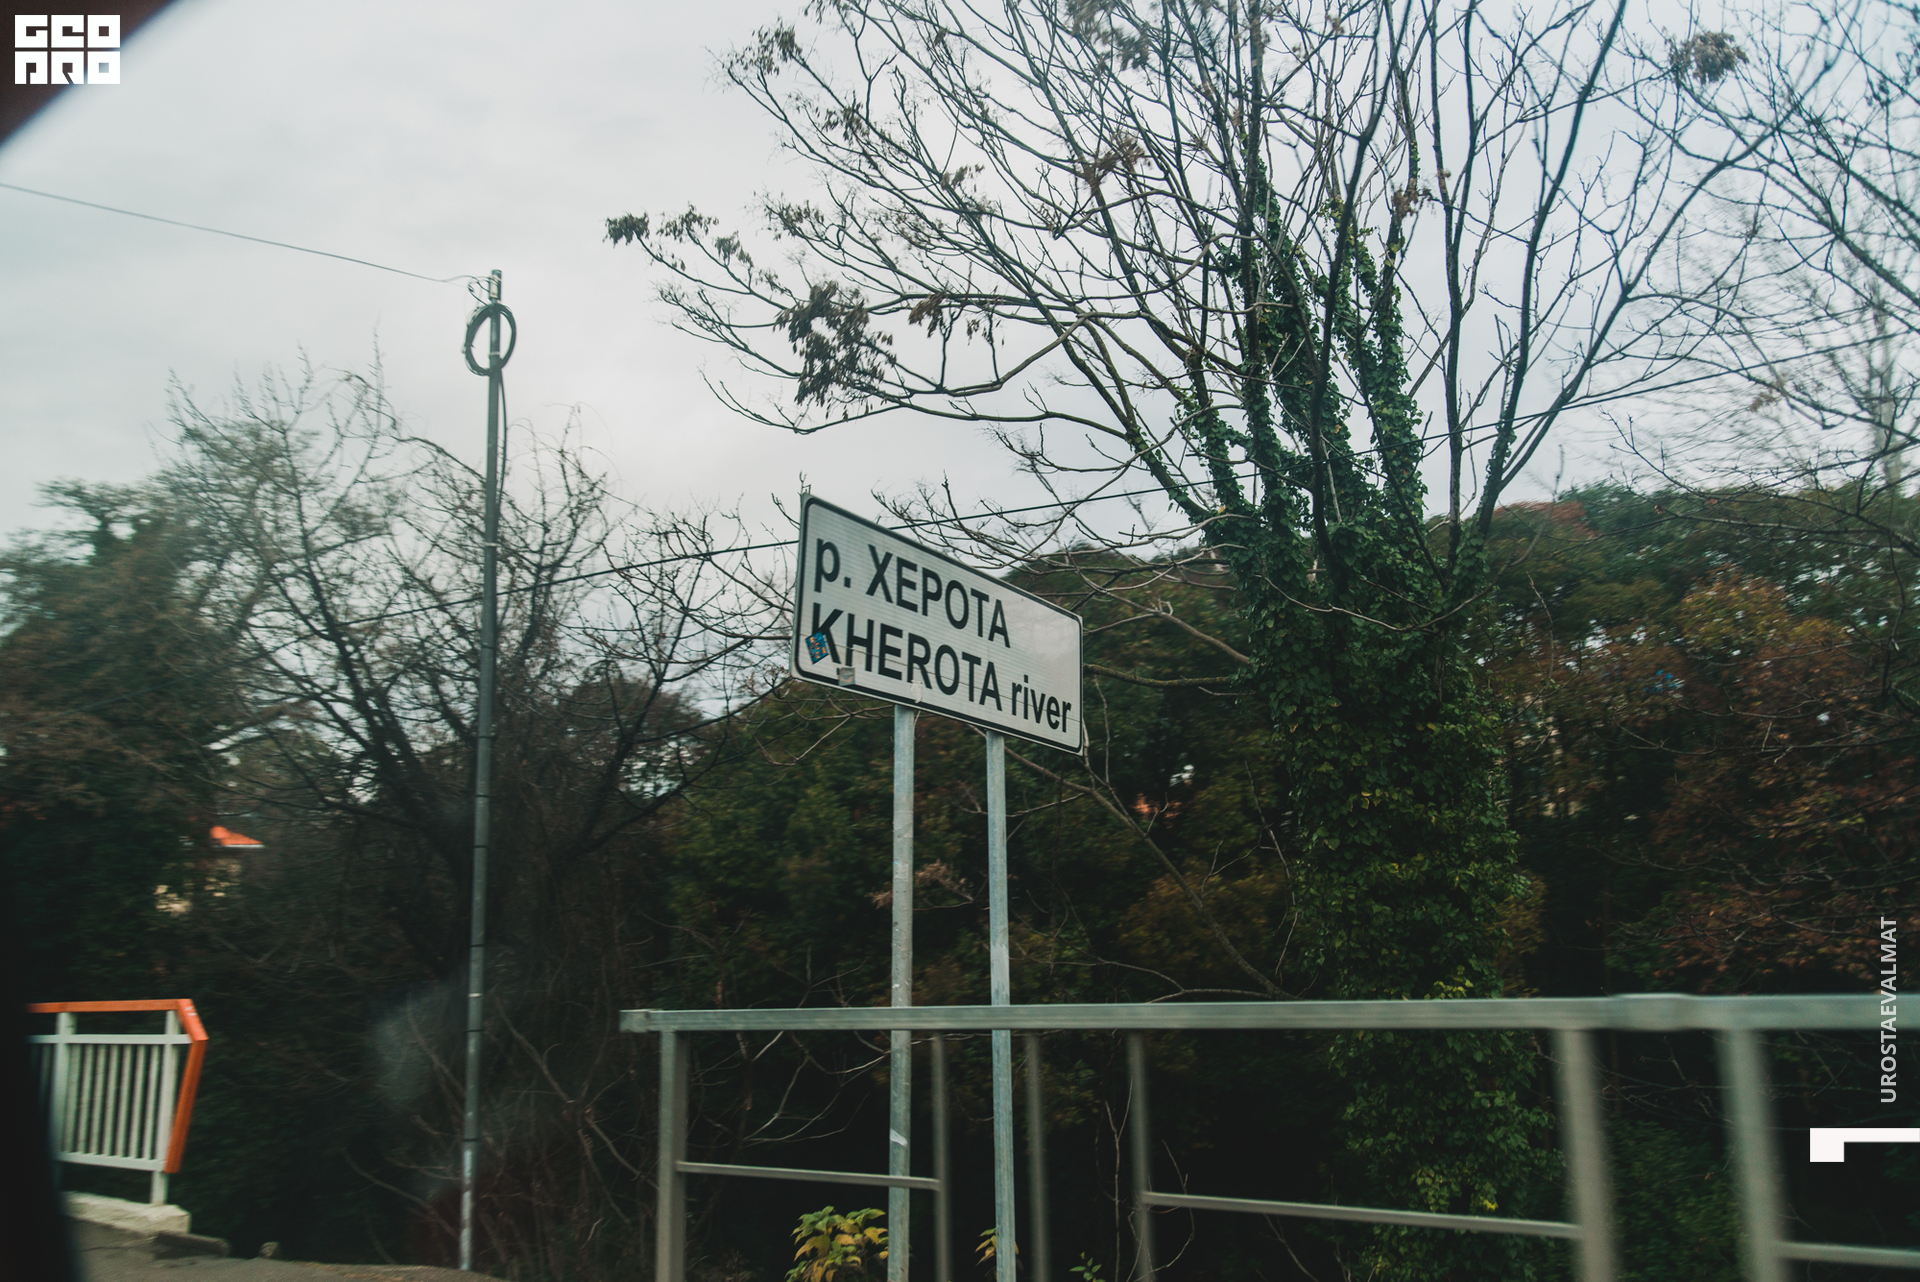 GEO
PRO
р. ХЕРОТА
KHEROTA river
UROSTAEVALMAT